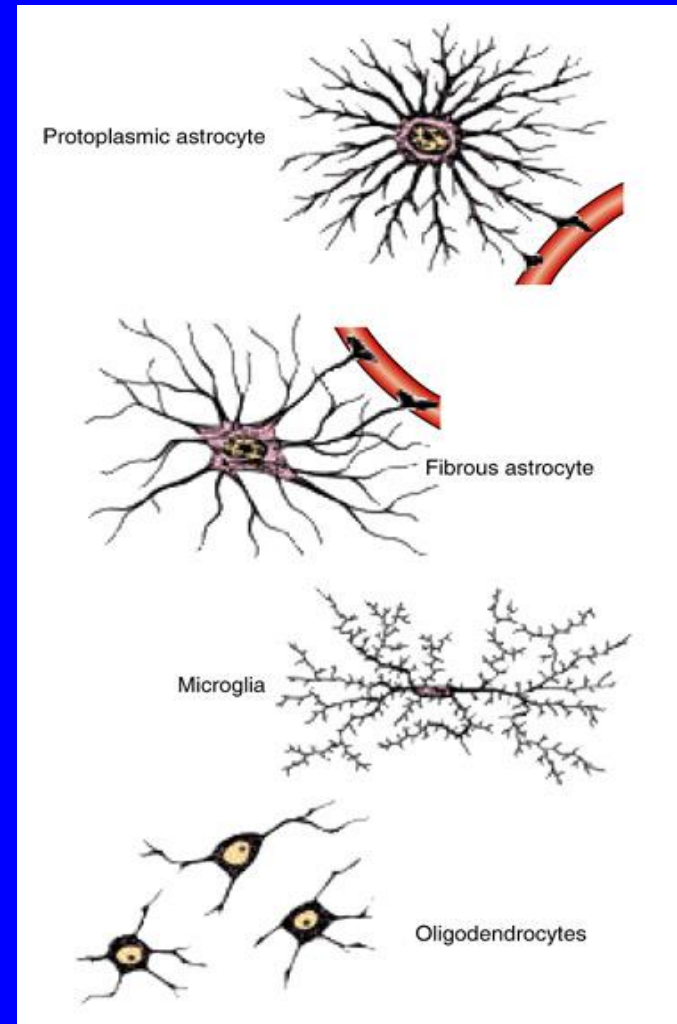 Protoplasmic astrocyte
Fibrous astrocyte
Microglia
Oligodendrocytes